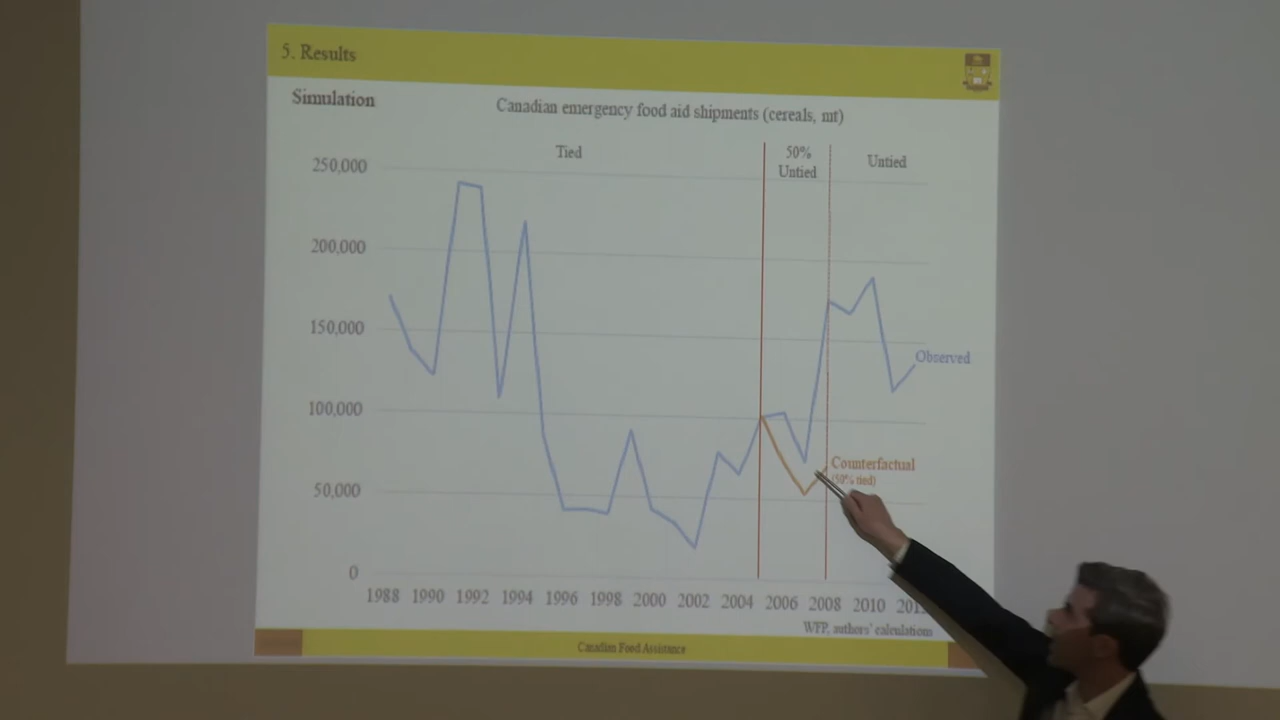 5. Results
Simulation
Canadian emergency food aid shipments (cereals, mt)
Tied
50%
Untied
Untied
250,000
200,000
150,000
100,000
50,000
0
Observed
Counterfactual
(50% tied)
1988 1990 1992 1994 1996 1998 2000 2002 2004 2006 2008 2010
WFP, authors' calculations
Canadian Food Assistance